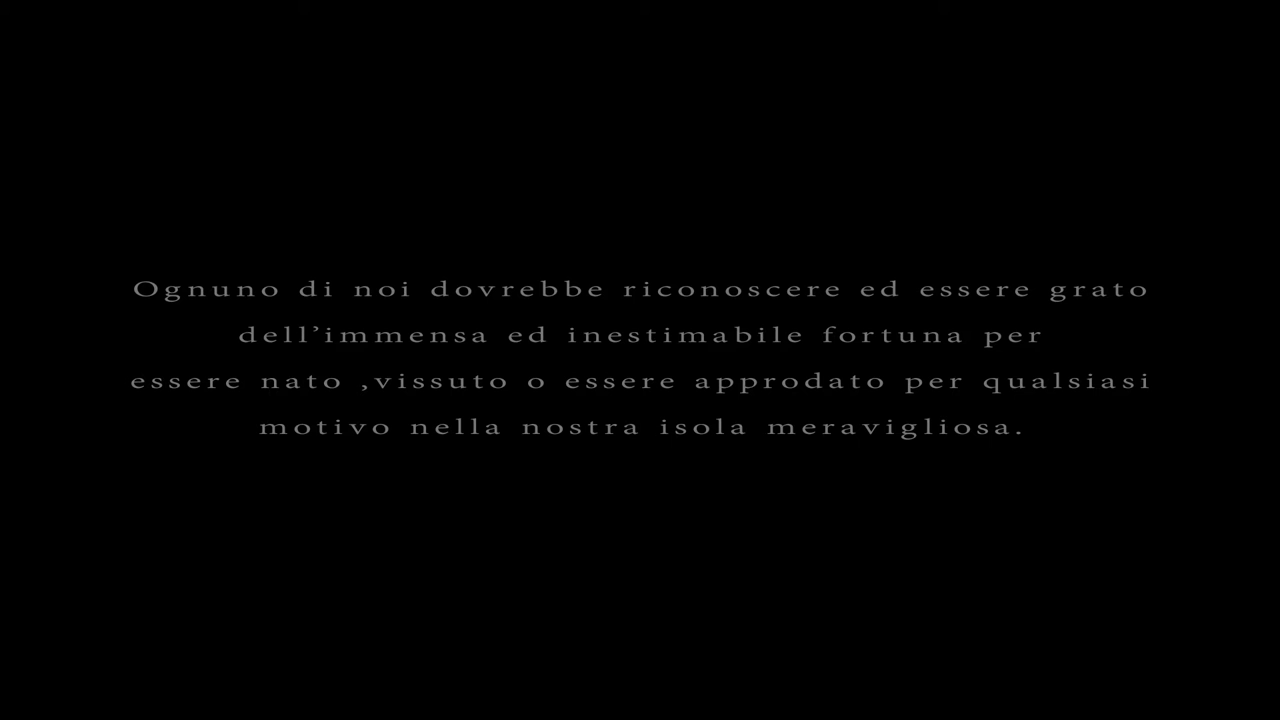 Ognuno di noi dovrebbe riconoscere ed essere grato
dell’immensa ed inestimabile fortuna per
essere nato ,vissuto o essere approdato per qualsiasi
motivo nella nostra isola meravigliosa.